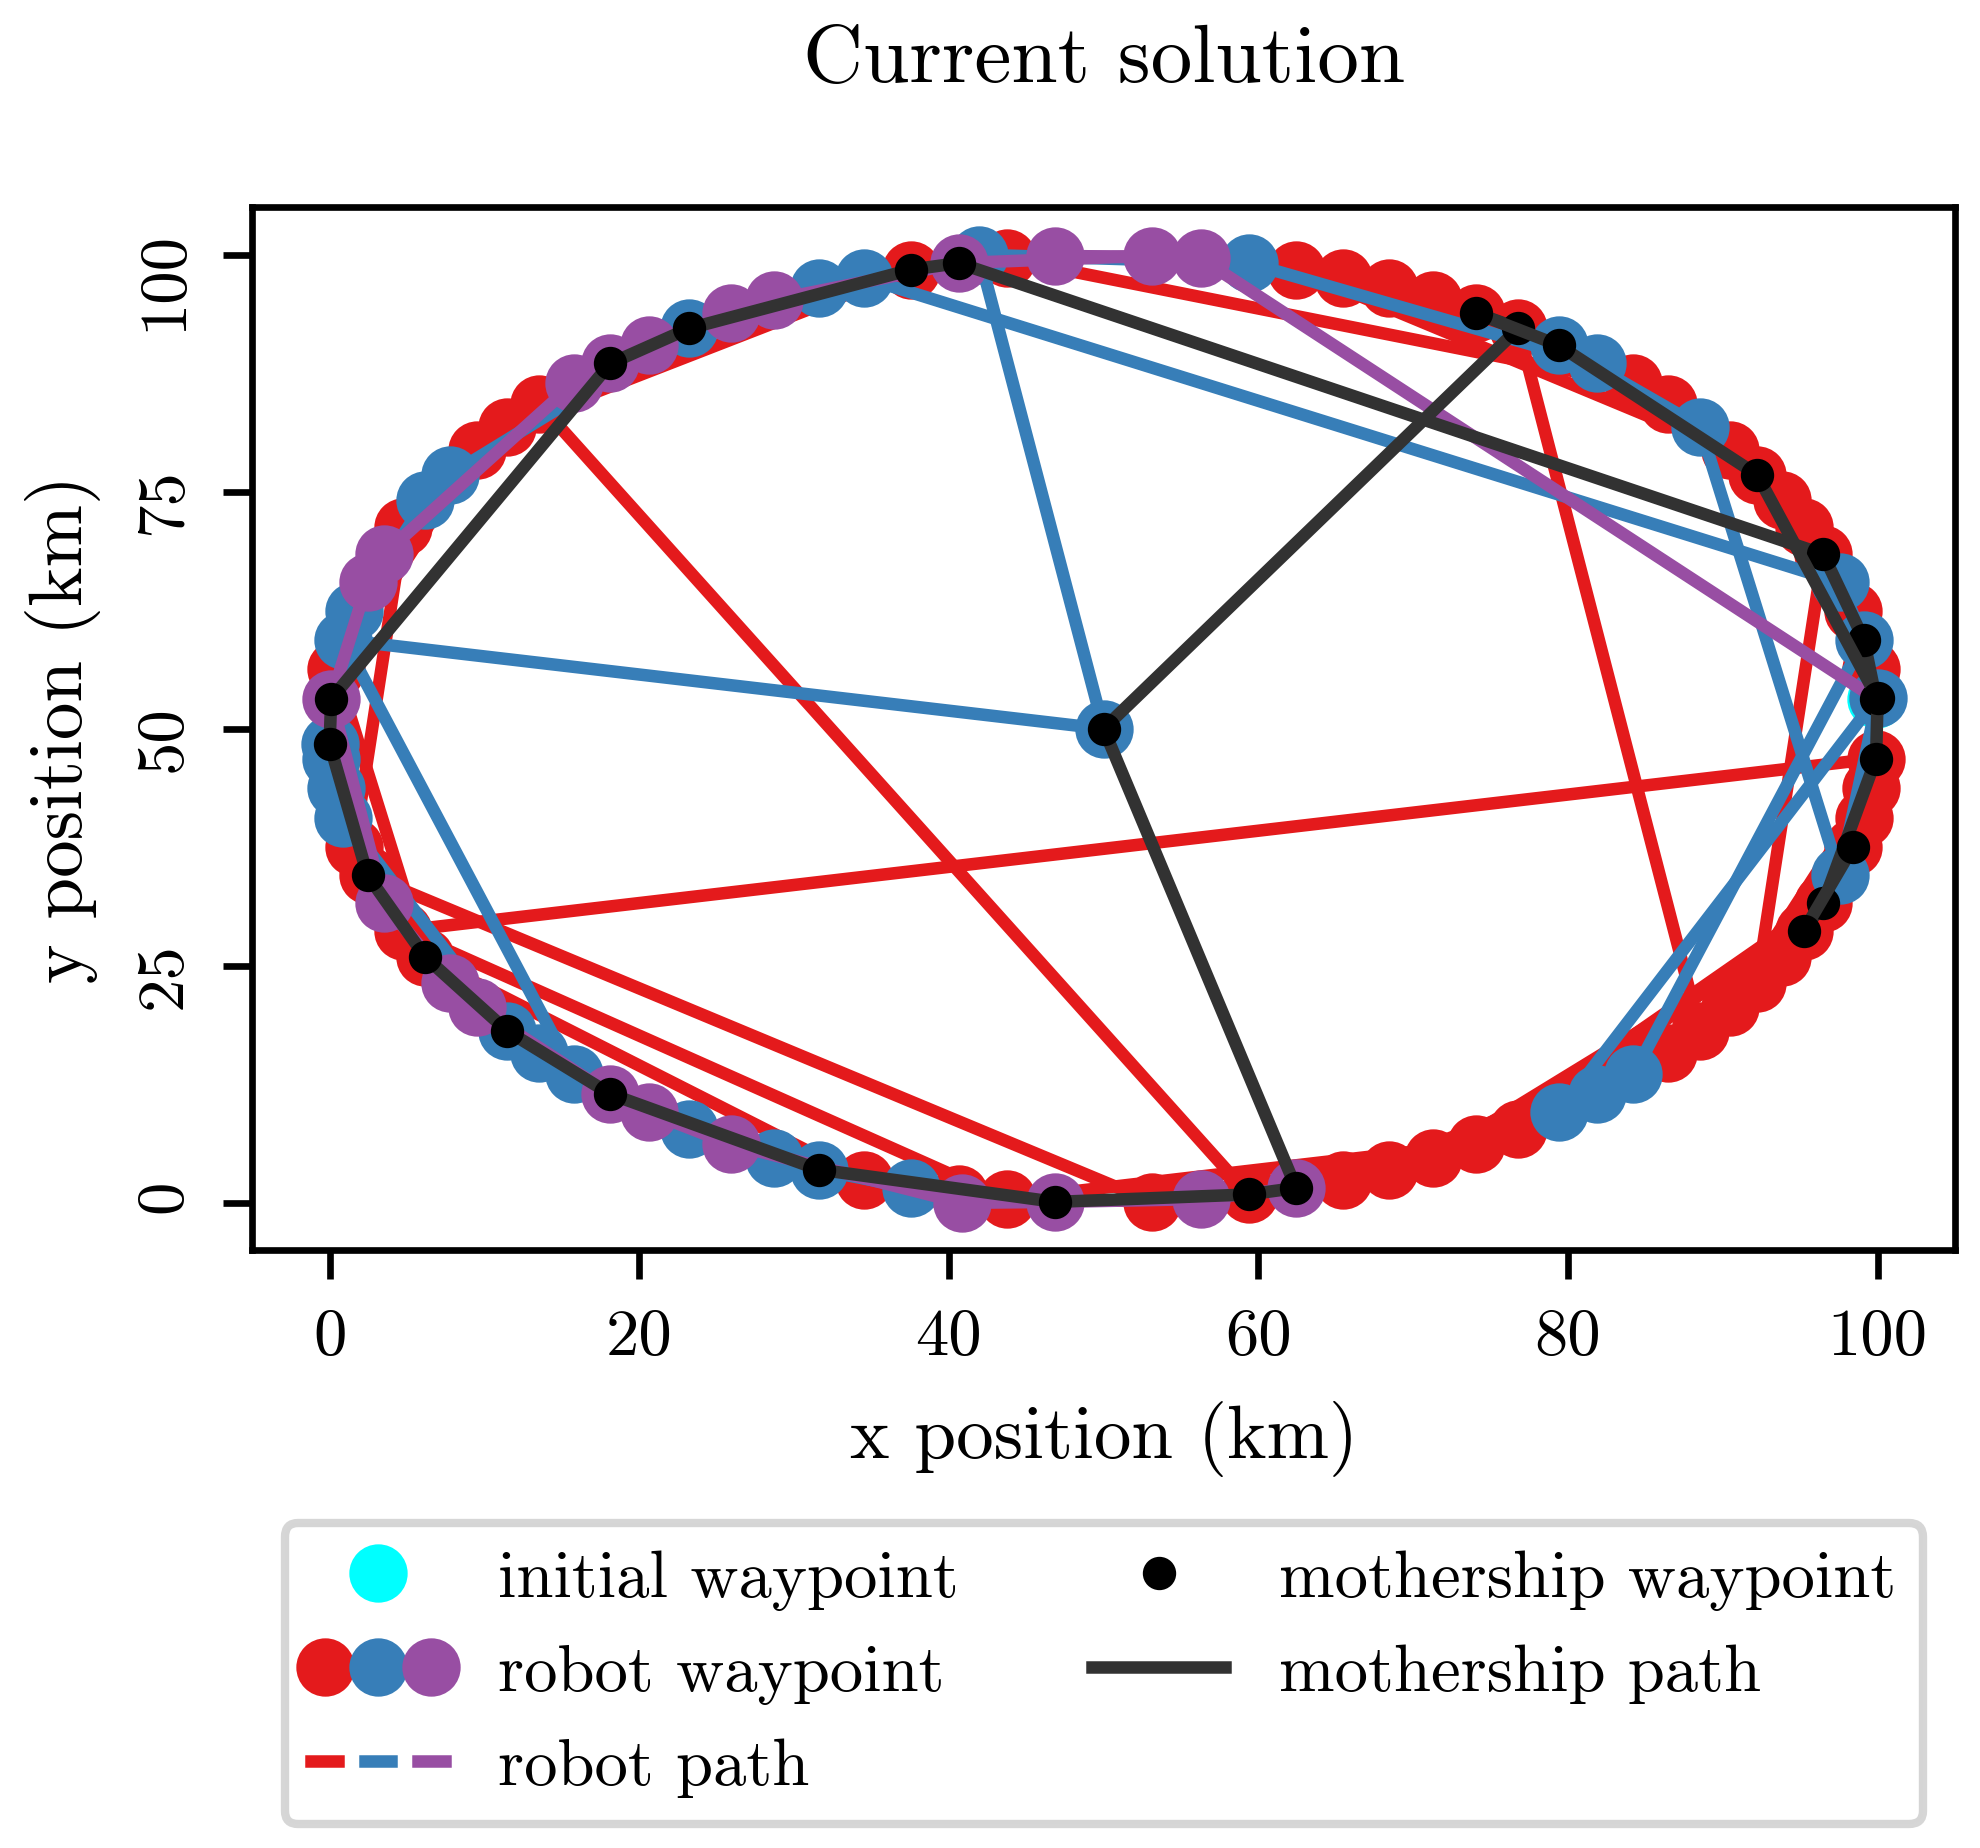 Current solution
y position (km)
100
75
50
25
0
0 20 40 60 80 100
x position (km)
initial waypoint
robot waypoint
robot path
mothership waypoint
mothership path